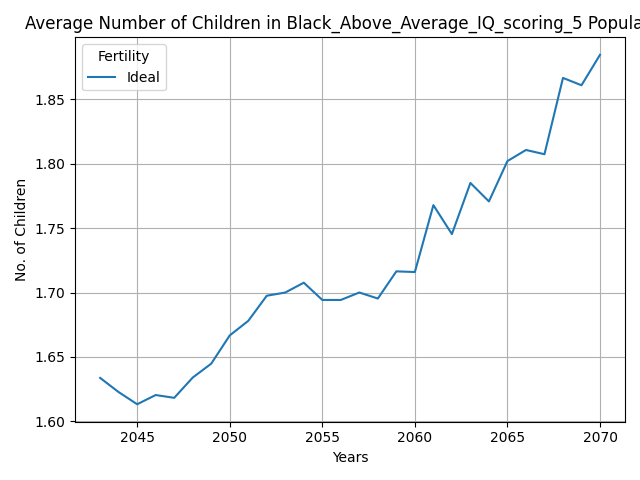 Average Number of Children in Black_Above_Average_IQ_scoring_5 Popula
Fertility
Ideal
No. of Children
1.85
1.80
1.75
1.70
1.65
1.60
2045 2050 2055 2060 2065 2070
Years